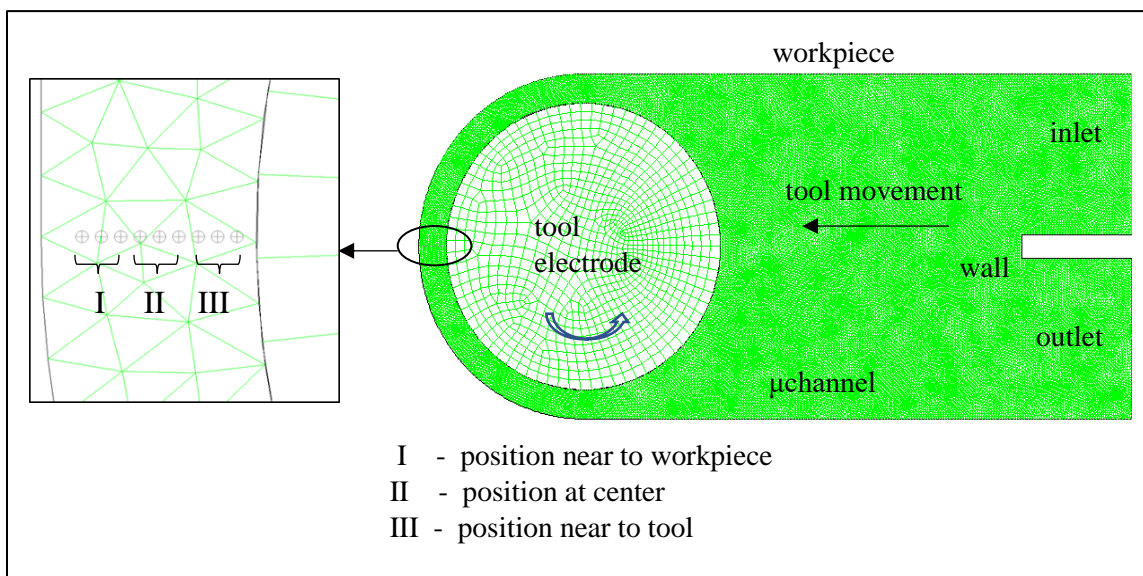 workpiece
inlet
tool movement
tool
electrode
wall
outlet
μchannel
I II III
I - position near to workpiece
II - position at center
III - position near to tool